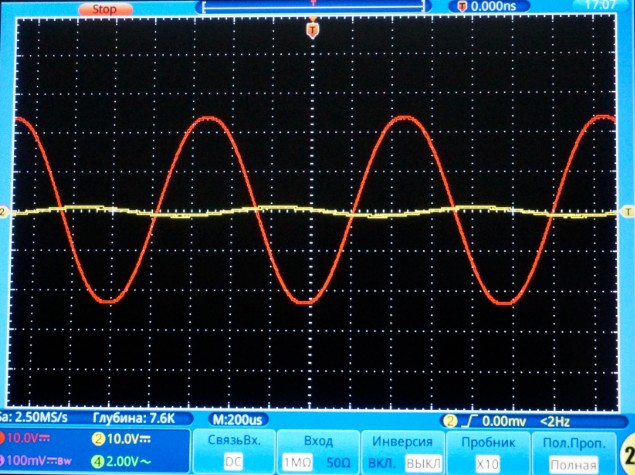 Stop T 0.000ns 17:07
T
2 T
a: 2.50MS/s Глубина: 7.6K M:200us 2 0.00mV <2Hz
10.0V 2 10.0V СвязьВх. Вход Инверсия Пробник Пол.Проп. 2
100mV BW 4 2.00V DC 1MΩ 50Ω ВКЛ. ВЫКЛ X10 Полная